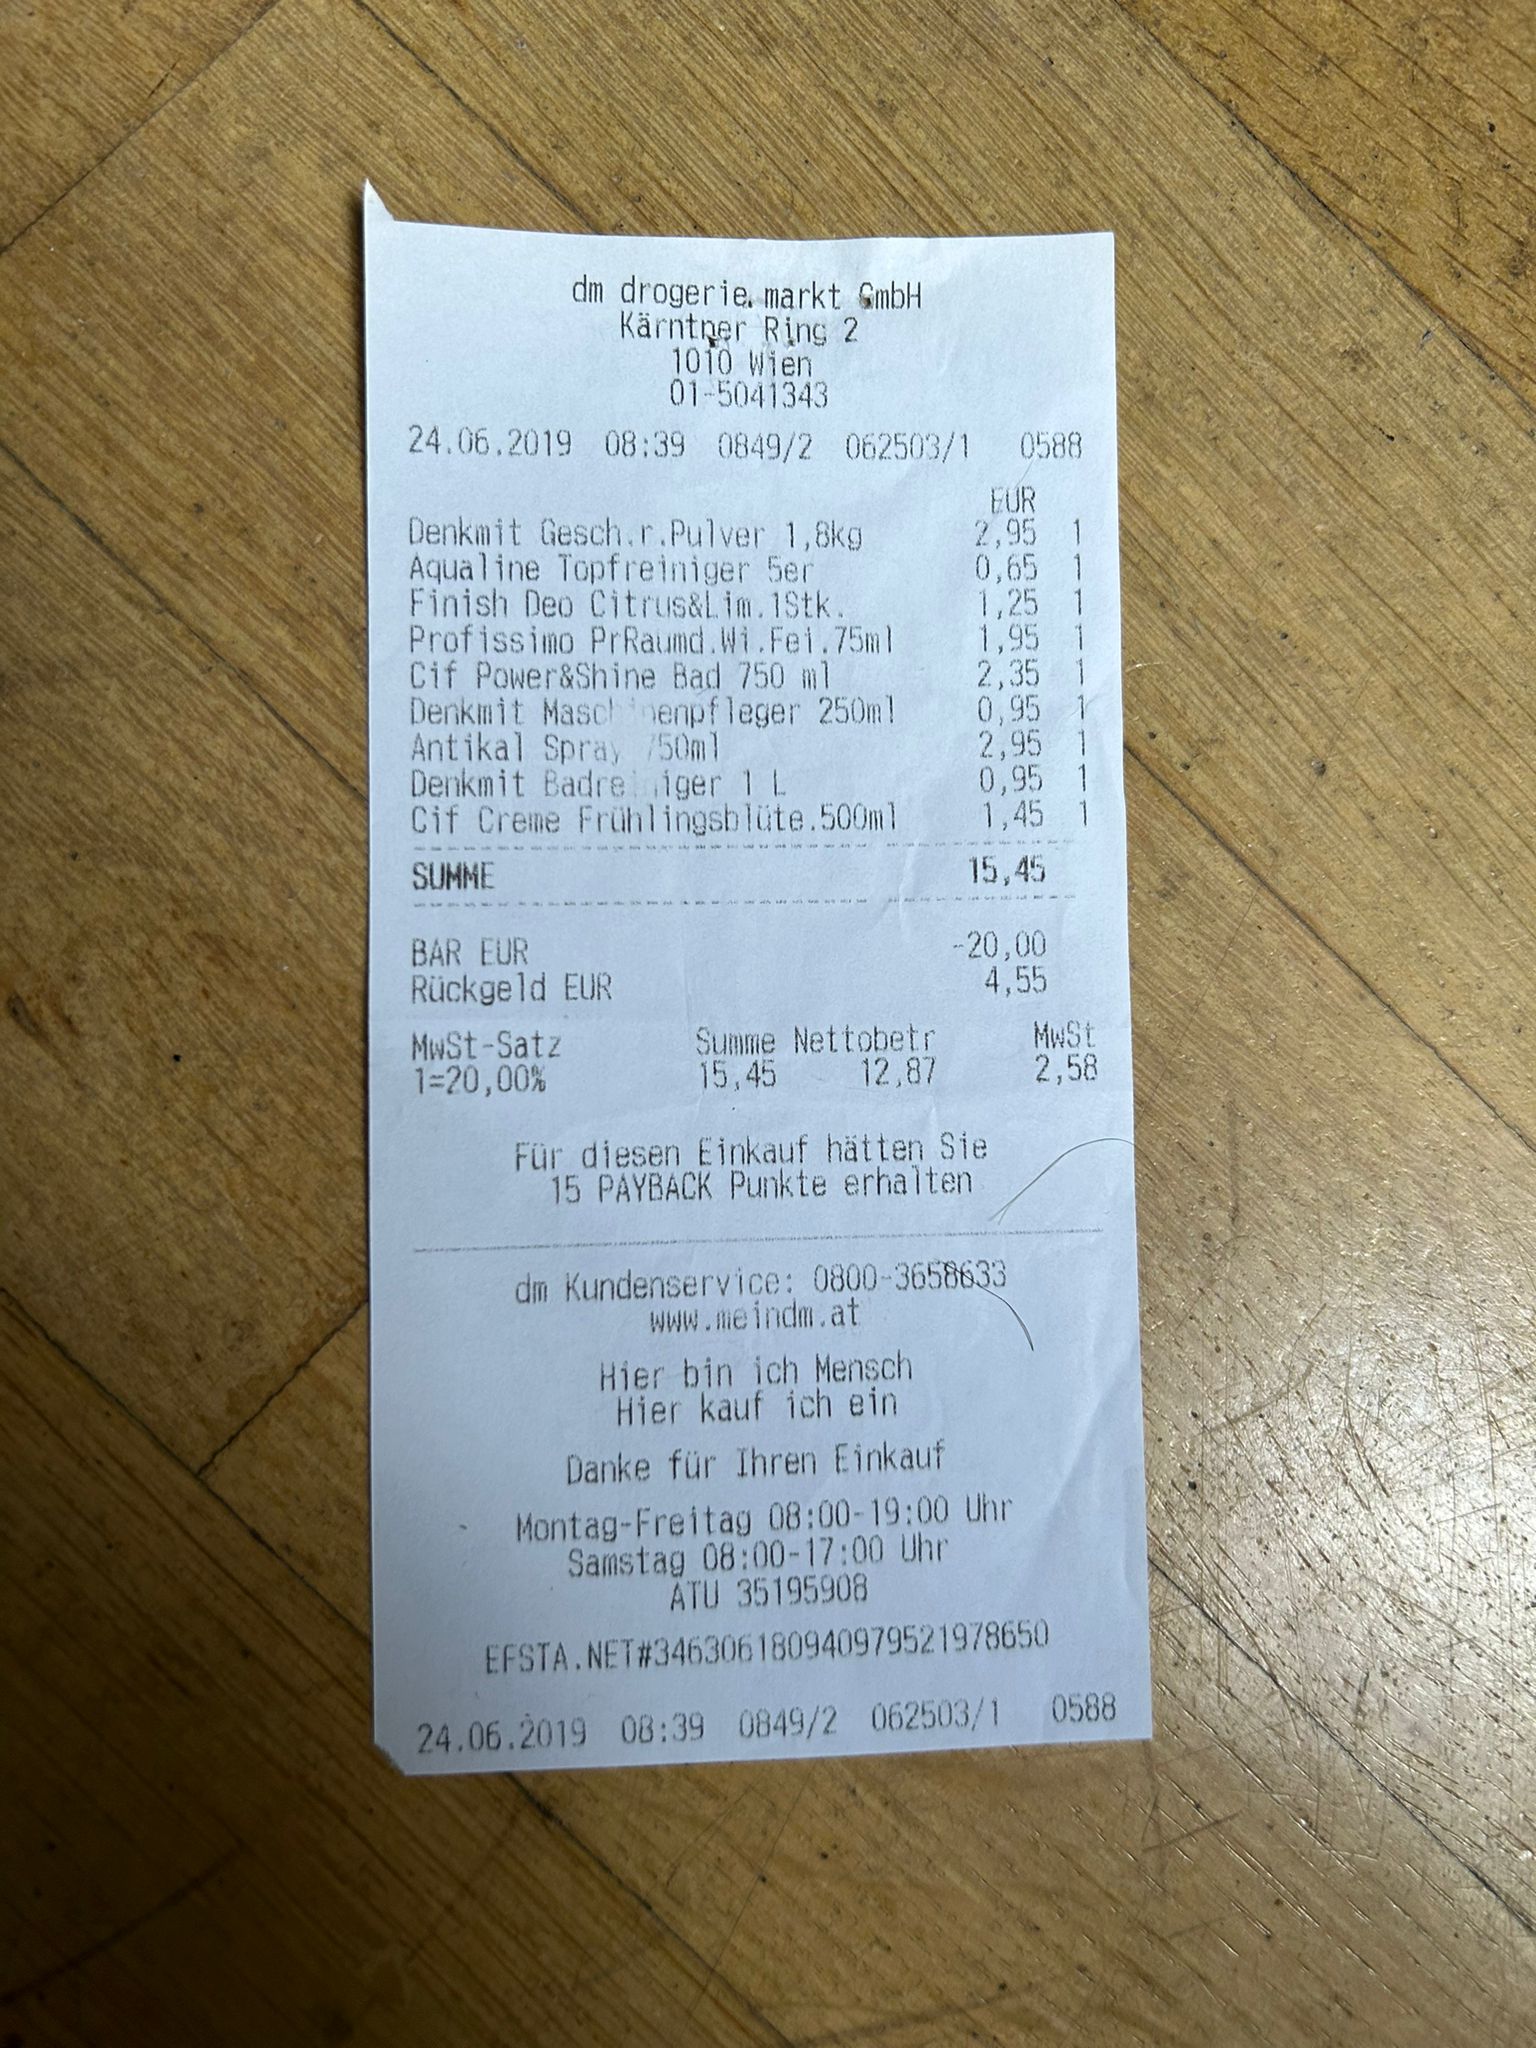 dm drogerie markt GmbH
Kärntner Ring 2
1010 Wien
01-5041343
24.06.2019 08:39 0849/2 062503/1 0588
EUR
Denkmit Gesch.r.Pulver 1,8kg 2,95 1
Aqualine Topfreiniger 5er 0,65 1
Finish Deo Citrus&Lim.1Stk. 1,25 1
Profissimo PrRaumd.Wi.Fei.75ml 1,95 1
Cif Power&Shine Bad 750 ml 2,35 1
Denkmit Maschinenpfleger 250ml 0,95 1
Antikal Spray 750ml 2,95 1
Denkmit Badreiniger 1 L 0,95 1
Cif Creme Frühlingsblüte.500ml 1,45 1
SUMME 15,45
BAR EUR -20,00
Rückgeld EUR 4,55
MwSt-Satz Summe Nettobetr MwSt
1=20,00% 15,45 12,87 2,58
Für diesen Einkauf hätten Sie
15 PAYBACK Punkte erhalten
dm Kundenservice: 0800-3658633
www.meindm.at
Hier bin ich Mensch
Hier kauf ich ein
Danke für Ihren Einkauf
Montag-Freitag 08:00-19:00 Uhr
Samstag 08:00-17:00 Uhr
ATU 35195908
EFSTA.NET#34630618094097952197865​0
24.06.2019 08:39 0849/2 062503/1 0588